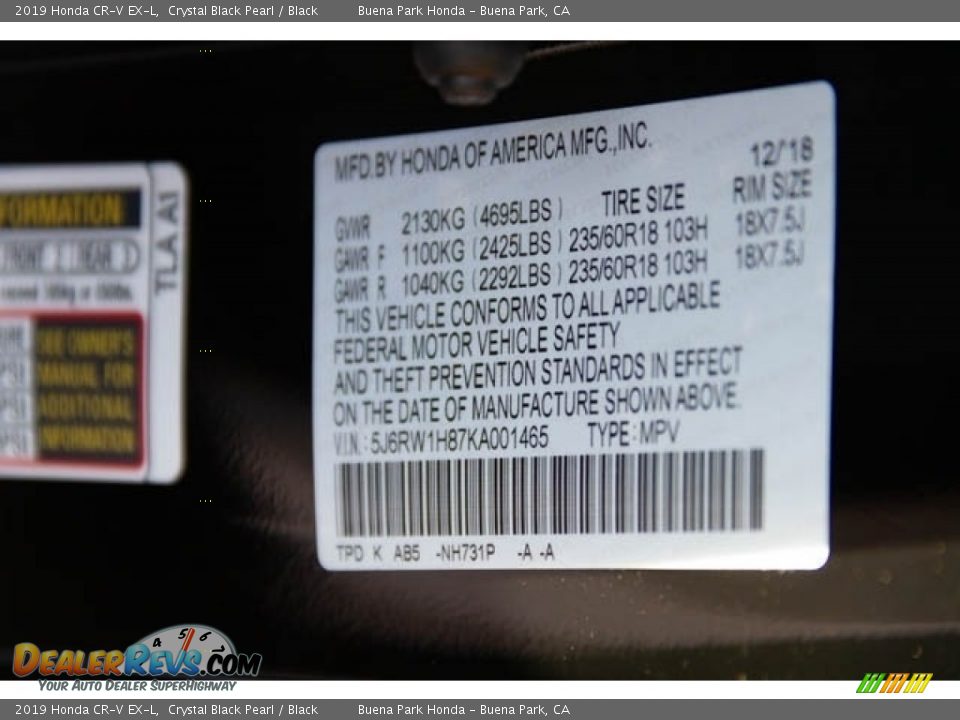 2019 Honda CR-V EX-L,  Crystal Black Pearl / Black        Buena Park Honda - Buena Park, CA
MFD.BY HONDA OF AMERICA MFG.,INC.
12/'18
TIRE SIZE RIM SIZE
GVWR 2130KG (4695LBS)
GAWR F 1100KG (2425LBS) 235/60R18 103H 18X7.5J
GAWR R 1040KG (2292LBS) 235/60R18 103H 18X7.5J
THIS VEHICLE CONFORMS TO ALL APPLICABLE
FEDERAL MOTOR VEHICLE SAFETY
AND THEFT PREVENTION STANDARDS IN EFFECT
ON THE DATE OF MANUFACTURE SHOWN ABOVE.
V.I.N.: 5J6RW1H87KA001465 TYPE: MPV
TPD K AB5 -NH731P -A -A
FORMATION
FRONT REAR
TLA A1
SEE OWNER'S
MANUAL FOR
ADDITIONAL
INFORMATION
4 5 6
DealerRevs.com
Your Auto Dealer SuperHighway
2019 Honda CR-V EX-L,  Crystal Black Pearl / Black        Buena Park Honda - Buena Park, CA